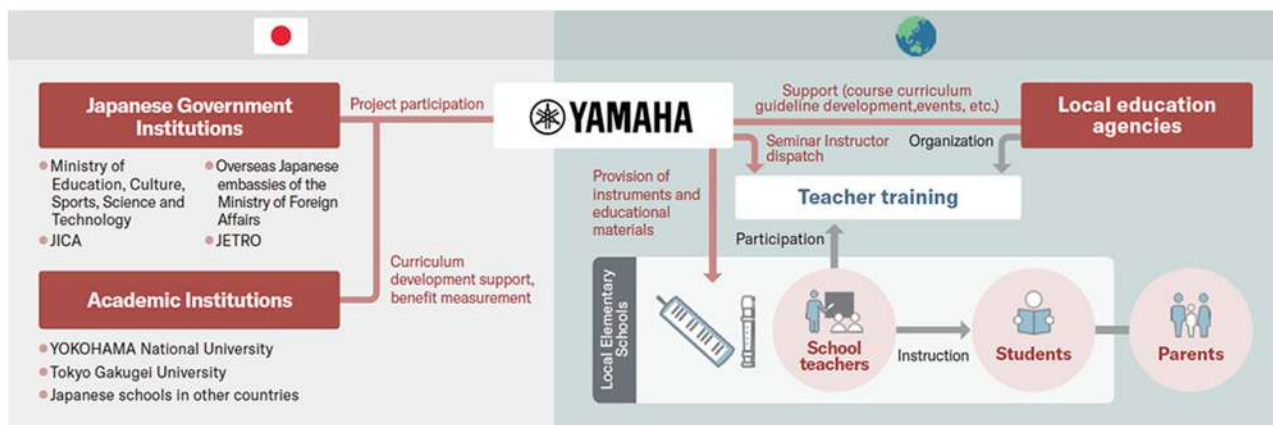 Japanese Government
Institutions
Ministry of
Education, Culture,
Sports, Science and
Technology
JICA
Overseas Japanese
embassies of the
Ministry of Foreign
Affairs
JETRO
Academic Institutions
YOKOHAMA National University
Tokyo Gakugei University
Japanese schools in other countries
Project participation
Curriculum
development support,
benefit measurement
YAMAHA
Support (course curriculum
guideline development,events, etc.)
Local education
agencies
Seminar Instructor
dispatch
Organization
Provision of
instruments and
educational
materials
Teacher training
Participation
Local Elementary
Schools
School
teachers
Instruction
Students
Parents